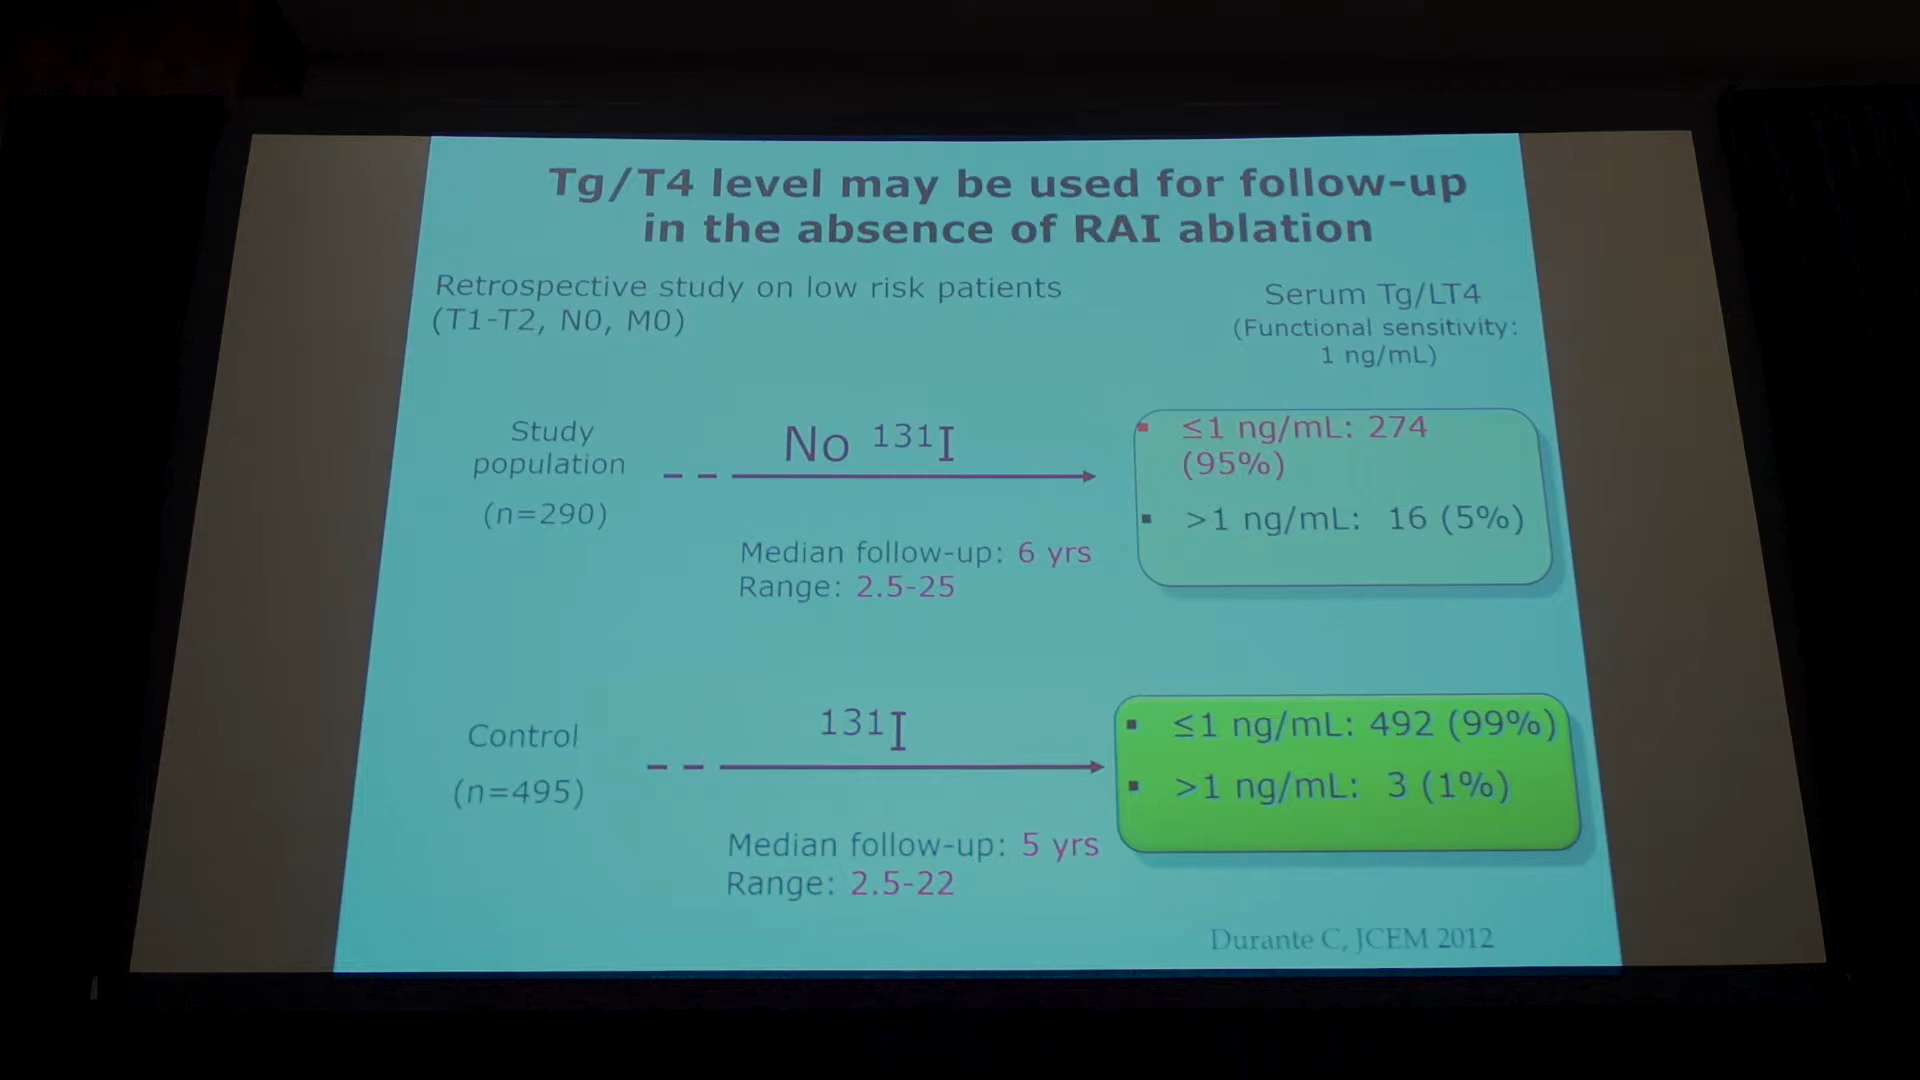 Tg/T4 level may be used for follow-up
in the absence of RAI ablation
Retrospective study on low risk patients
(T1-T2, N0, M0)
Serum Tg/LT4
(Functional sensitivity:
1 ng/mL)
Study
population
(n=290)
No 131I
Median follow-up: 6 yrs
Range: 2.5-25
▪ ≤1 ng/mL: 274
(95%)
▪ >1 ng/mL: 16 (5%)
Control
(n=495)
131I
Median follow-up: 5 yrs
Range: 2.5-22
▪ ≤1 ng/mL: 492 (99%)
▪ >1 ng/mL: 3 (1%)
Durante C, JCEM 2012